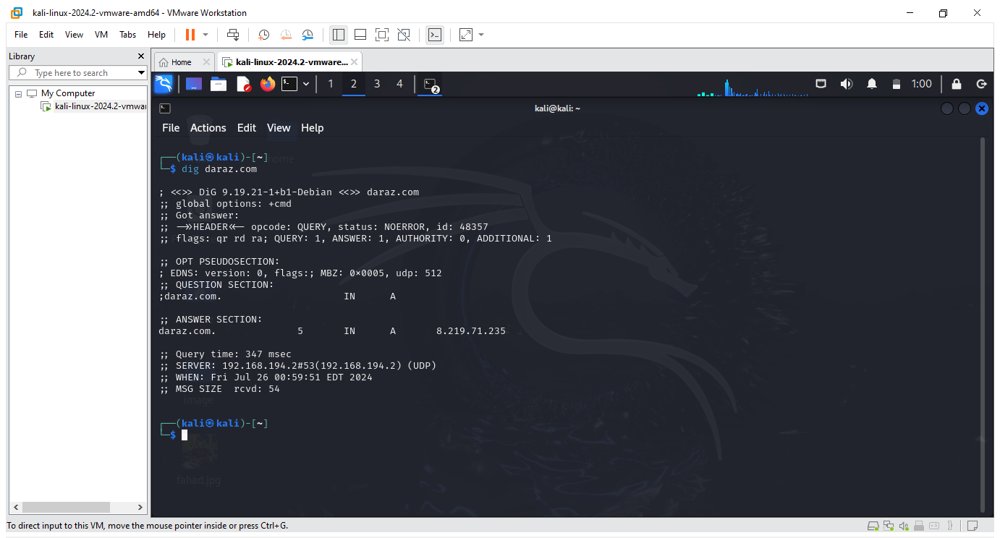 kali-linux-2024.2-vmware-amd64 - VMware Workstation
File Edit View VM Tabs Help
Library
Type here to search
My Computer
kali-linux-2024.2-vmwar
Home
kali-linux-2024.2-vmware...
1 2 3 4
2
1:00
kali@kali: ~
File Actions Edit View Help
home
┌──(kali㉿kali)-[~]
└─$ dig daraz.com
; <<>> DiG 9.19.21-1+b1-Debian <<>> daraz.com
;; global options: +cmd
;; Got answer:
;; ->>HEADER<<- opcode: QUERY, status: NOERROR, id: 48357
;; flags: qr rd ra; QUERY: 1, ANSWER: 1, AUTHORITY: 0, ADDITIONAL: 1
;; OPT PSEUDOSECTION:
; EDNS: version: 0, flags:; MBZ: 0x0005, udp: 512
;; QUESTION SECTION:
;daraz.com. IN A
;; ANSWER SECTION:
daraz.com. 5 IN A 8.219.71.235
;; Query time: 347 msec
;; SERVER: 192.168.194.2#53(192.168.194.2) (UDP)
;; WHEN: Fri Jul 26 00:59:51 EDT 2024
;; MSG SIZE rcvd: 54
image
┌──(kali㉿kali)-[~]
└─$
fahad.jpg
To direct input to this VM, move the mouse pointer inside or press Ctrl+G.